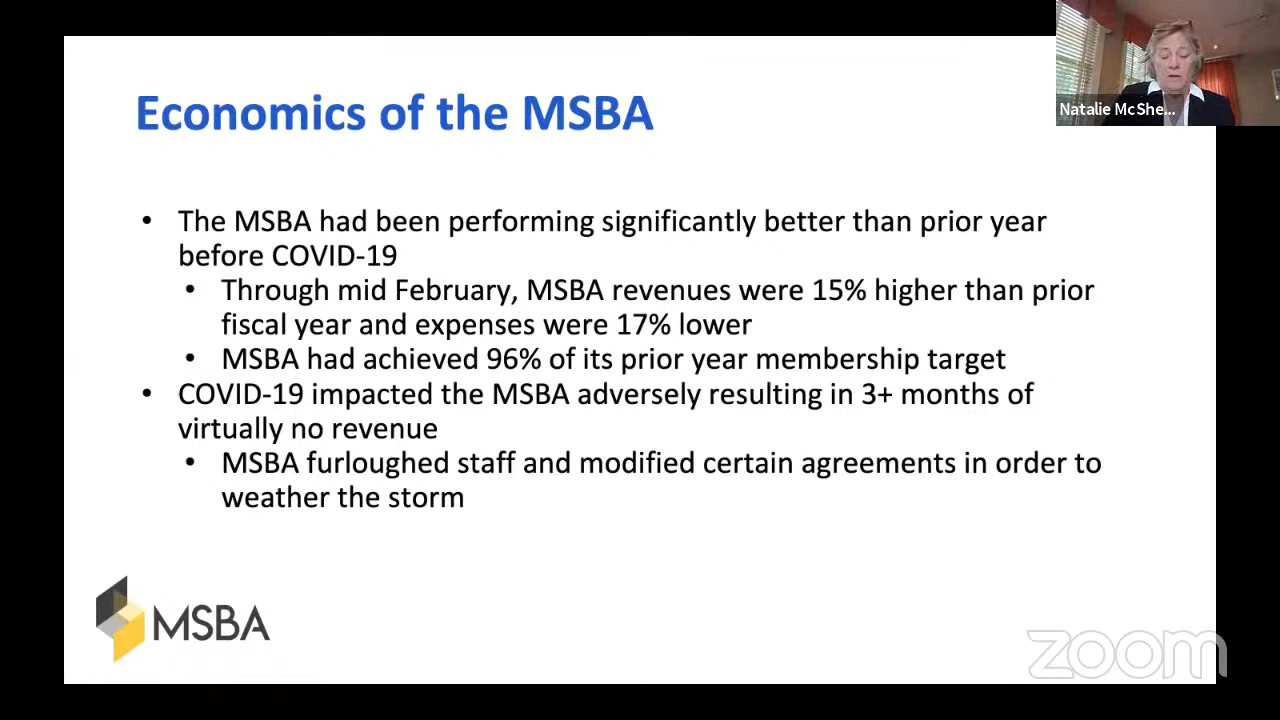 Economics of the MSBA
Natalie McShe...
• The MSBA had been performing significantly better than prior year
before COVID-19
• Through mid February, MSBA revenues were 15% higher than prior
fiscal year and expenses were 17% lower
• MSBA had achieved 96% of its prior year membership target
• COVID-19 impacted the MSBA adversely resulting in 3+ months of
virtually no revenue
• MSBA furloughed staff and modified certain agreements in order to
weather the storm
MSBA
zoom